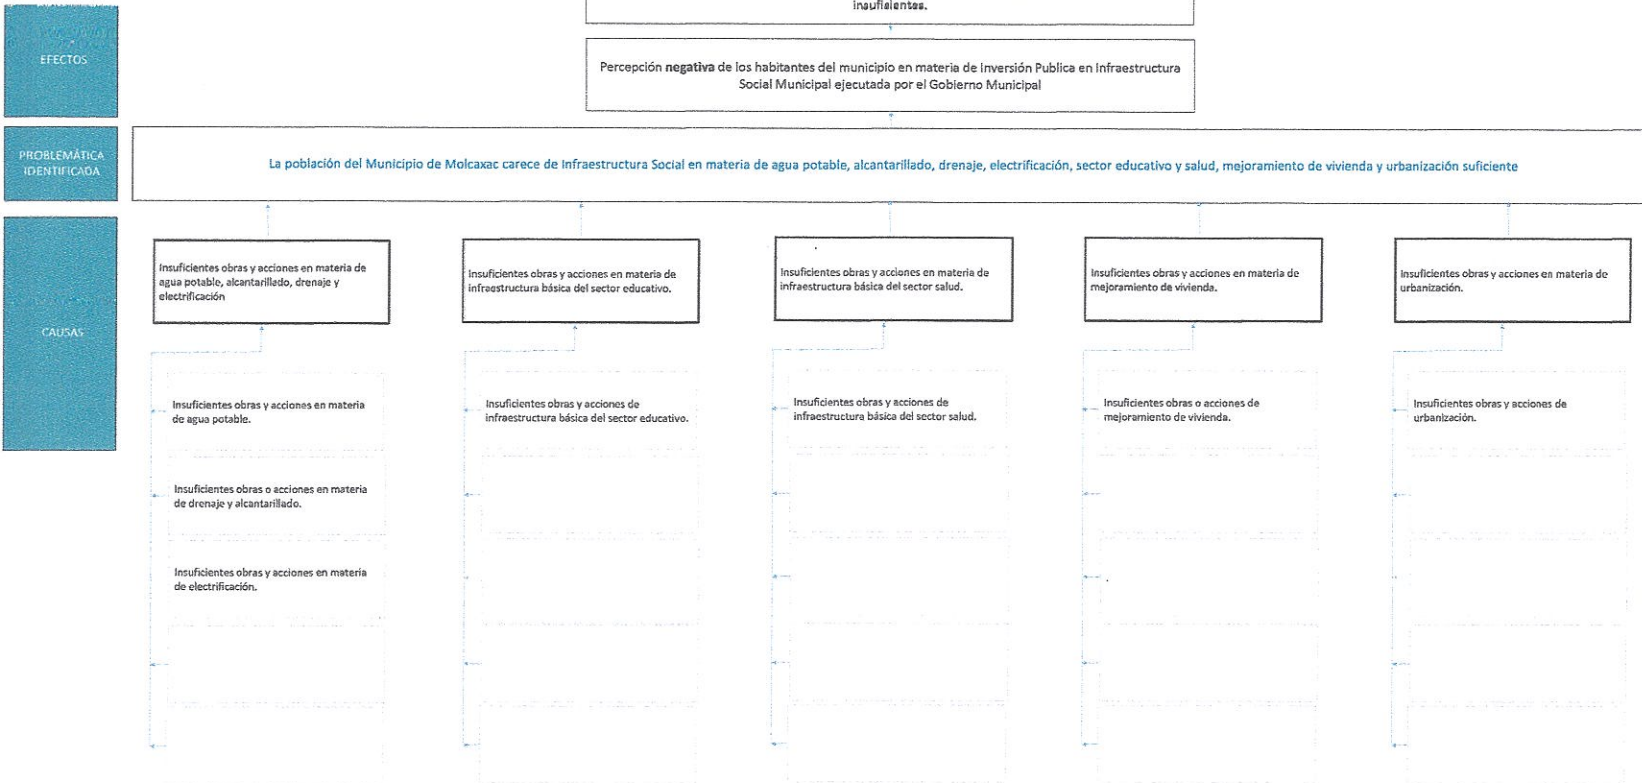 insuficientes.
EFECTOS
Percepción negativa de los habitantes del municipio en materia de Inversión Publica en Infraestructura
Social Municipal ejecutada por el Gobierno Municipal
PROBLEMÁTICA
IDENTIFICADA
La población del Municipio de Molcaxac carece de Infraestructura Social en materia de agua potable, alcantarillado, drenaje, electrificación, sector educativo y salud, mejoramiento de vivienda y urbanización suficiente
CAUSAS
Insuficientes obras y acciones en materia de
agua potable, alcantarillado, drenaje y
electrificación
Insuficientes obras y acciones en materia de
infraestructura básica del sector educativo.
Insuficientes obras y acciones en materia de
infraestructura básica del sector salud.
Insuficientes obras y acciones en materia de
mejoramiento de vivienda.
Insuficientes obras y acciones en materia de
urbanización.
Insuficientes obras y acciones en materia
de agua potable.
Insuficientes obras y acciones de
infraestructura básica del sector educativo.
Insuficientes obras y acciones de
infraestructura básica del sector salud.
Insuficientes obras o acciones de
mejoramiento de vivienda.
Insuficientes obras y acciones de
urbanización.
Insuficientes obras o acciones en materia
de drenaje y alcantarillado.
Insuficientes obras y acciones en materia
de electrificación.